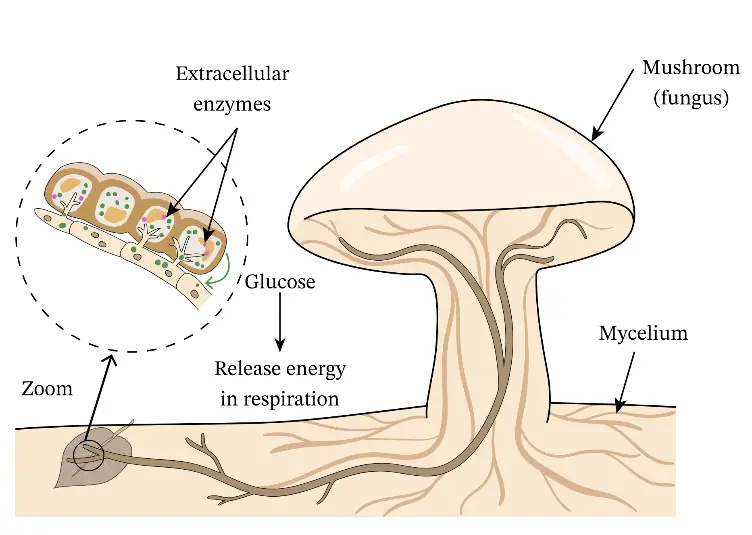 Extracellular
enzymes
Mushroom
(fungus)
Glucose
Release energy
in respiration
Mycelium
Zoom